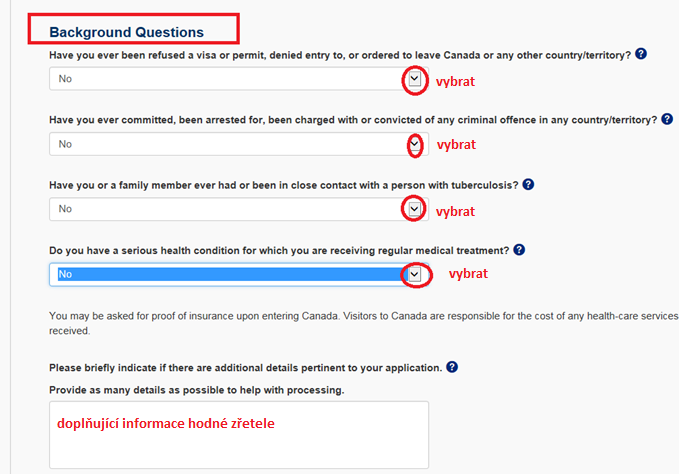 Background Questions
Have you ever been refused a visa or permit, denied entry to, or ordered to leave Canada or any other country/territory? ?
No
vybrat
Have you ever committed, been arrested for, been charged with or convicted of any criminal offence in any country/territory? ?
No
vybrat
Have you or a family member ever had or been in close contact with a person with tuberculosis? ?
No
vybrat
Do you have a serious health condition for which you are receiving regular medical treatment? ?
No
vybrat
You may be asked for proof of insurance upon entering Canada. Visitors to Canada are responsible for the cost of any health-care services
received.
Please briefly indicate if there are additional details pertinent to your application. ?
Provide as many details as possible to help with processing.
doplňující informace hodné zřetele